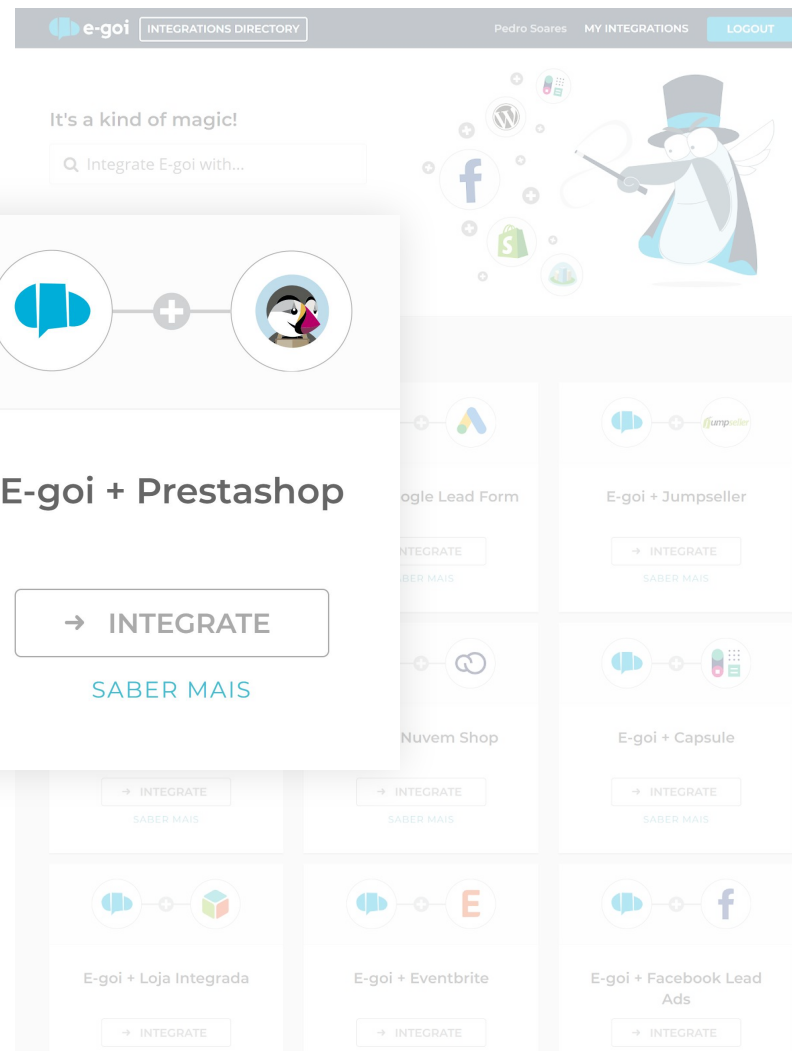 e-goi INTEGRATIONS DIRECTORY Pedro Soares MY INTEGRATIONS LOGOUT
It's a kind of magic!
Integrate E-goi with...
E-goi + Prestashop
→ INTEGRATE
SABER MAIS
ogle Lead Form
NTEGRATE
BER MAIS
Jumpseller
E-goi + Jumpseller
→ INTEGRATE
SABER MAIS
Nuvem Shop
E-goi + Capsule
→ INTEGRATE
SABER MAIS
→ INTEGRATE
SABER MAIS
→ INTEGRATE
SABER MAIS
E-goi + Loja Integrada
→ INTEGRATE
E
E-goi + Eventbrite
→ INTEGRATE
f
E-goi + Facebook Lead
Ads
→ INTEGRATE